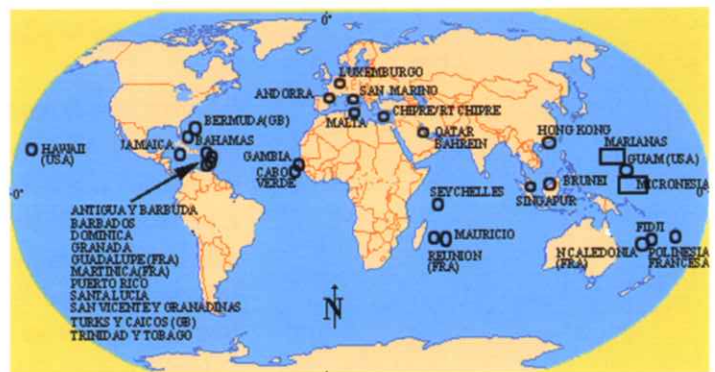 0°
LUXEMBURGO
ANDORRA
SAN MARINO
BERMUDA(GB)
CHIPRE/RT CHIPRE
MALTA
BAHAMAS
QATAR
BAHREIN
HONG KONG
JAMAICA
HAWAII
(USA)
MARIANAS
GUAM(USA)
GAMBIA
CABO
VERDE
BRUNEI
MICRONESIA
0°
0°
SINGAPUR
SEYCHELLES
ANTIGUA Y BARBUDA
BARBADOS
DOMINICA
GRANADA
GUADALUPE(FRA)
MARTINICA(FRA)
PUERTO RICO
SANTA LUCIA
SAN VICENTE Y GRANADINAS
TURKS Y CAICOS(GB)
TRINIDAD Y TOBAGO
MAURICIO
REUNION
(FRA)
FIDJI
N CALEDONIA
(FRA)
POLINESIA
FRANCESA
N